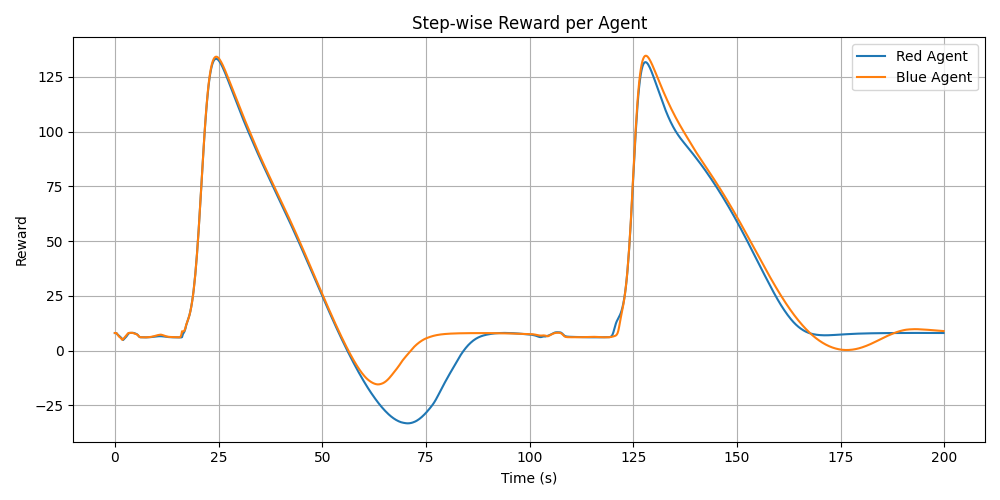 Step-wise Reward per Agent
Red Agent
Blue Agent
Reward
125
100
75
50
25
0
−25
0 25 50 75 100 125 150 175 200
Time (s)